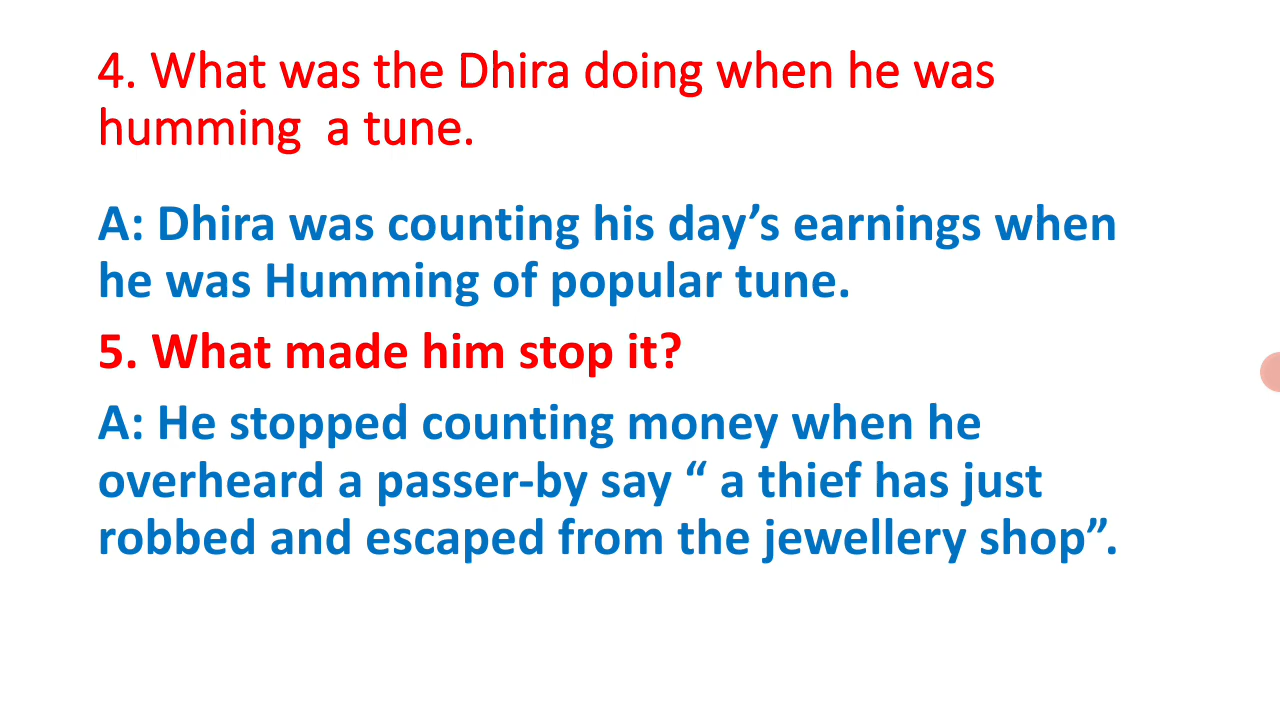 4. What was the Dhira doing when he was
humming  a tune.
A: Dhira was counting his day’s earnings when
he was Humming of popular tune.
5. What made him stop it?
A: He stopped counting money when he
overheard a passer-by say “ a thief has just
robbed and escaped from the jewellery shop”.